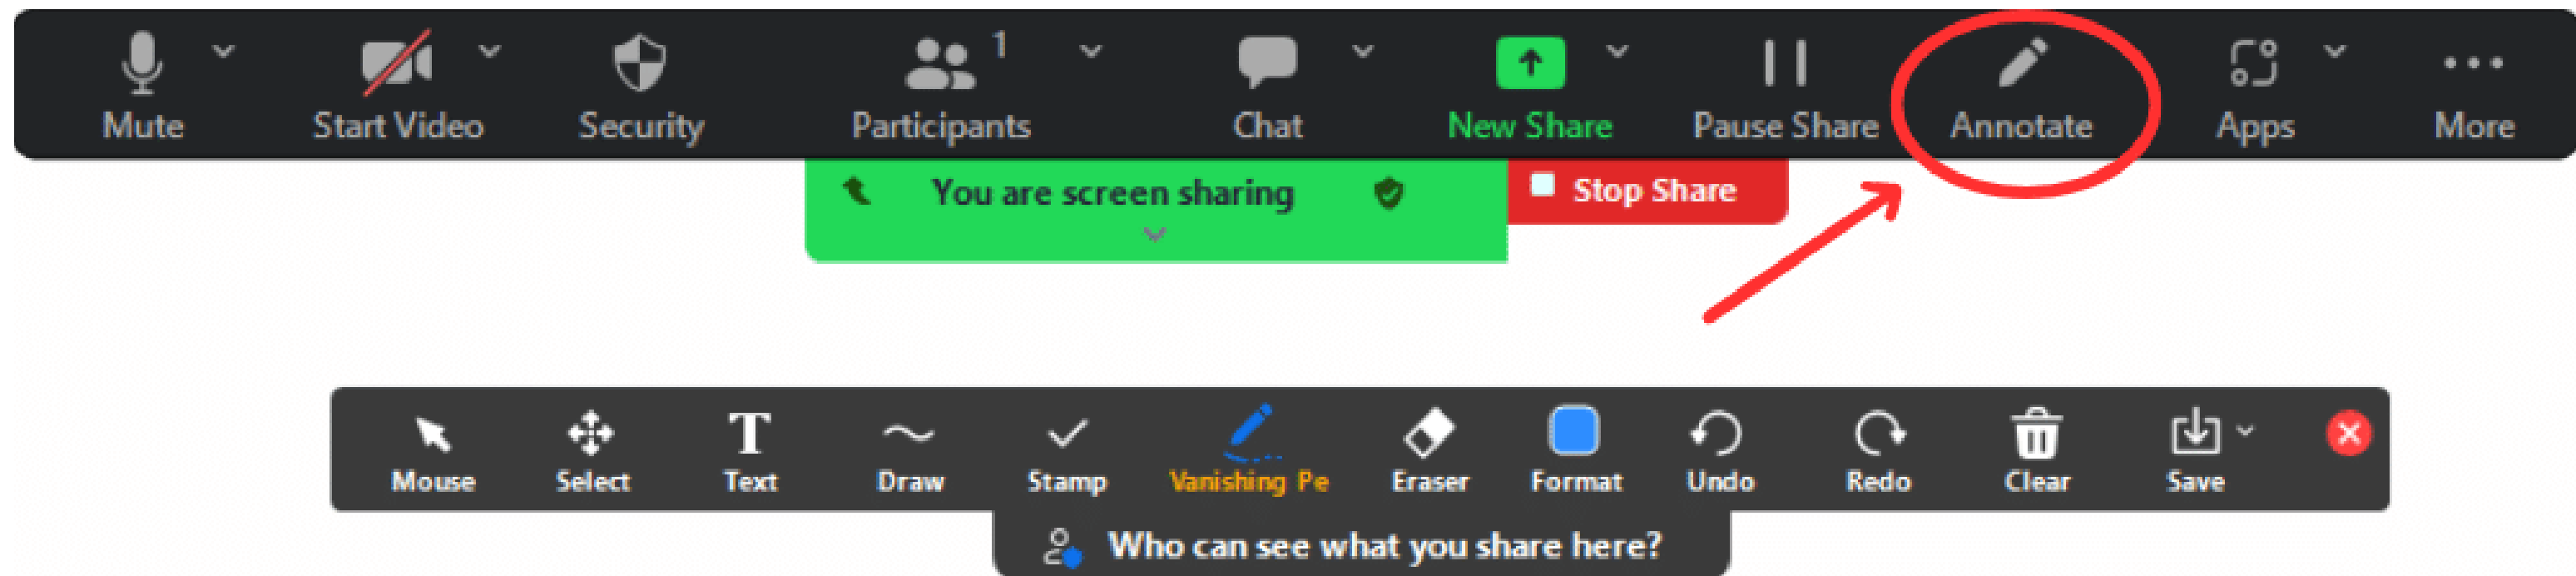 1
Mute Start Video Security Participants Chat New Share Pause Share Annotate Apps More
You are screen sharing Stop Share
Mouse Select Text Draw Stamp Vanishing Pe Eraser Format Undo Redo Clear Save
Who can see what you share here?